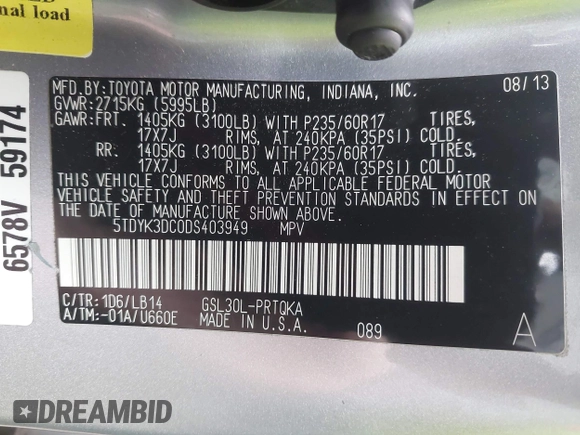 nal load
6578V 59174
MFD.BY:TOYOTA MOTOR MANUFACTURING, INDIANA, INC. 08/13
GVWR:2715KG (5995LB)
GAWR:FRT. 1405KG (3100LB) WITH P235/60R17 TIRES,
17X7J RIMS, AT 240KPA (35PSI) COLD.
RR. 1405KG (3100LB) WITH P235/60R17 TIRES,
17X7J RIMS, AT 240KPA (35PSI) COLD.
THIS VEHICLE CONFORMS TO ALL APPLICABLE FEDERAL MOTOR
VEHICLE SAFETY AND THEFT PREVENTION STANDARDS IN EFFECT ON
THE DATE OF MANUFACTURE SHOWN ABOVE.
5TDYK3DC0DS403949 MPV
C/TR:1D6/LB14 GSL30L-PRTQKA
A/TM:-01A/U660E MADE IN U.S.A. 089 A
DREAMBID